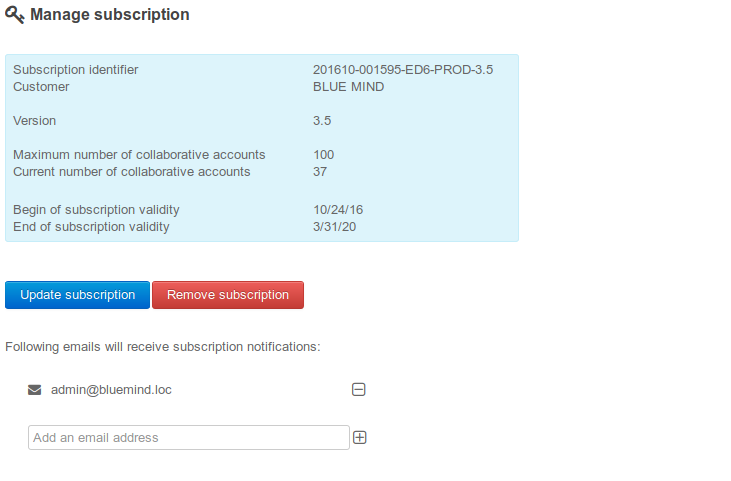 Manage subscription
Subscription identifier 201610-001595-ED6-PROD-3.5
Customer BLUE MIND
Version 3.5
Maximum number of collaborative accounts 100
Current number of collaborative accounts 37
Begin of subscription validity 10/24/16
End of subscription validity 3/31/20
Update subscription Remove subscription
Following emails will receive subscription notifications:
admin@bluemind.loc
Add an email address